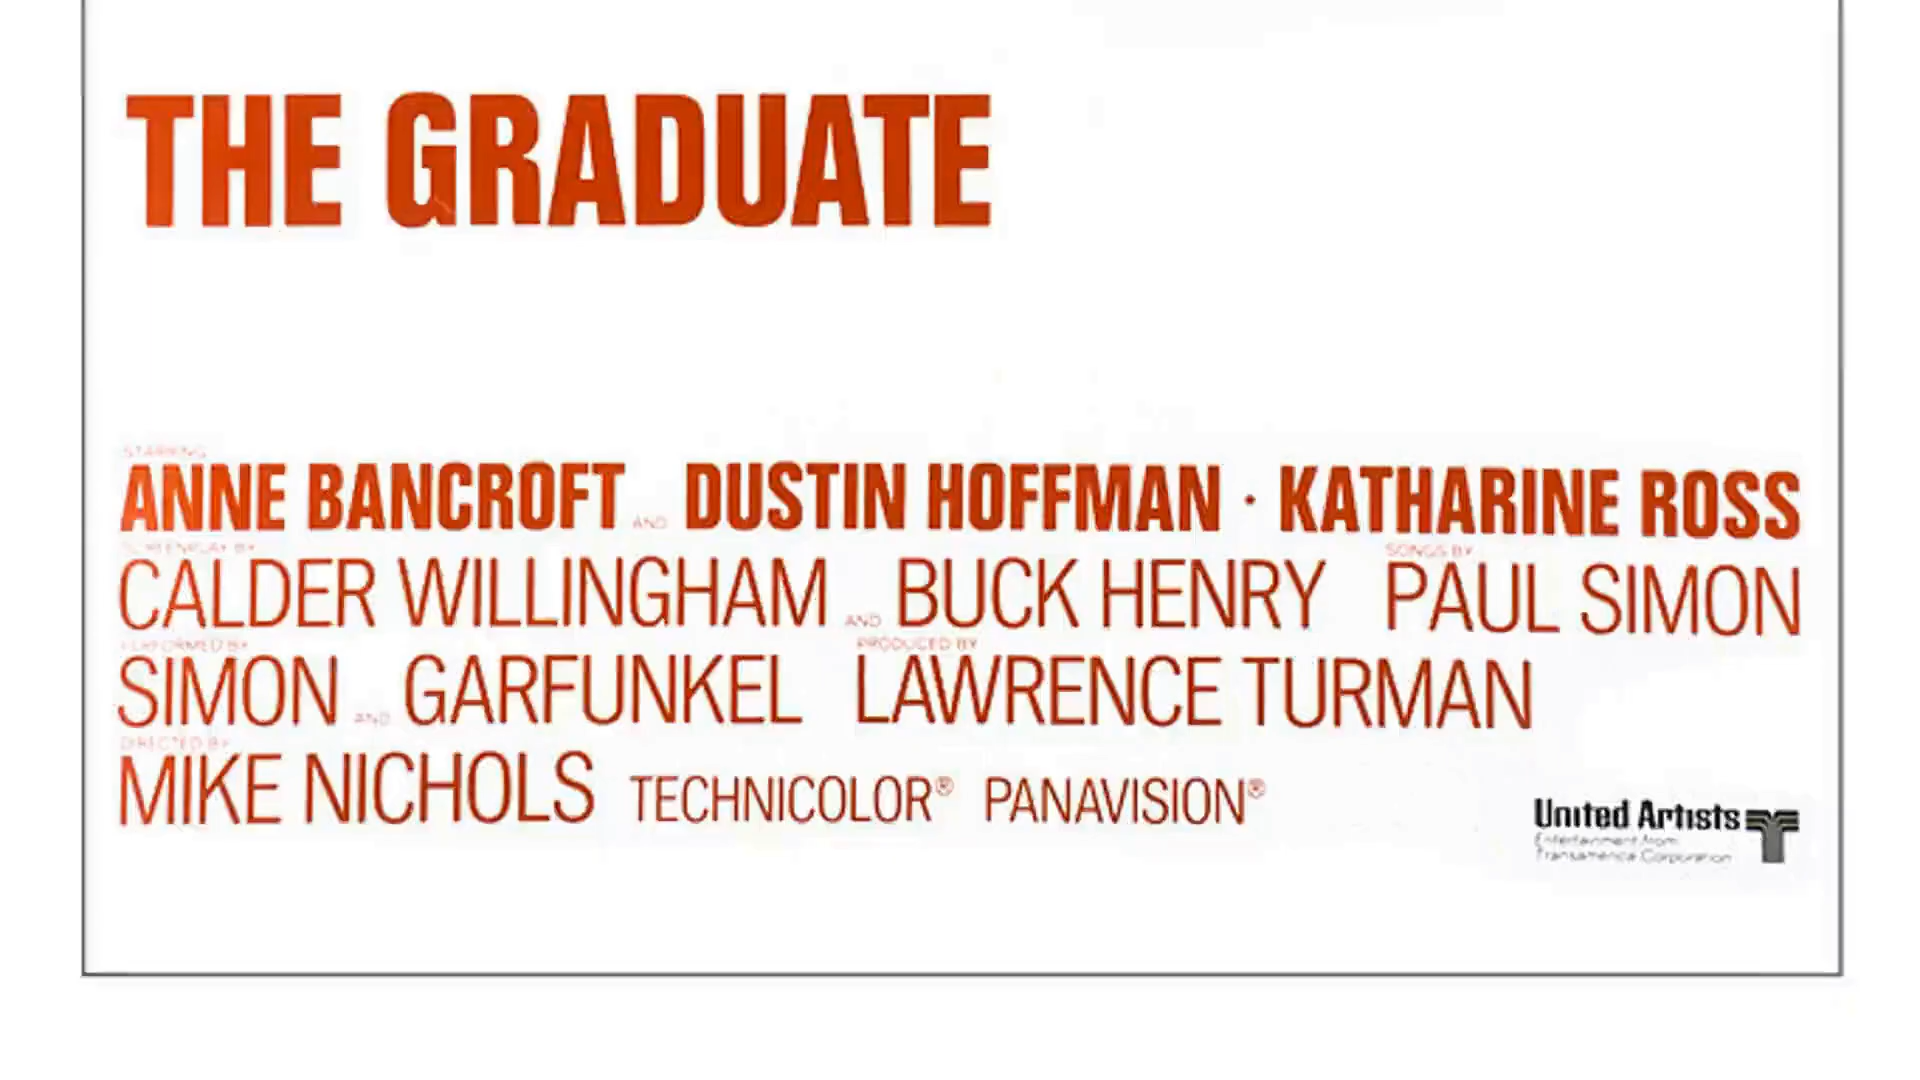 THE GRADUATE
STARRING
ANNE BANCROFT AND DUSTIN HOFFMAN · KATHARINE ROSS
SCREENPLAY BY SONGS BY
CALDER WILLINGHAM AND BUCK HENRY PAUL SIMON
PERFORMED BY PRODUCED BY
SIMON AND GARFUNKEL LAWRENCE TURMAN
DIRECTED BY
MIKE NICHOLS TECHNICOLOR® PANAVISION®
United Artists
Entertainment from
Transamerica Corporation